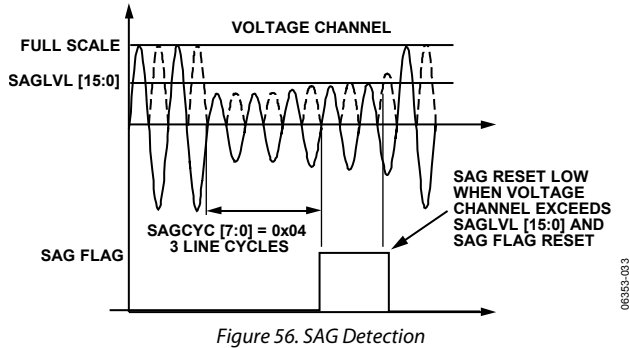 VOLTAGE CHANNEL
FULL SCALE
SAGLVL [15:0]
SAGCYC [7:0] = 0x04
3 LINE CYCLES
SAG RESET LOW
WHEN VOLTAGE
CHANNEL EXCEEDS
SAGLVL [15:0] AND
SAG FLAG RESET
SAG FLAG
06353-033
Figure 56. SAG Detection